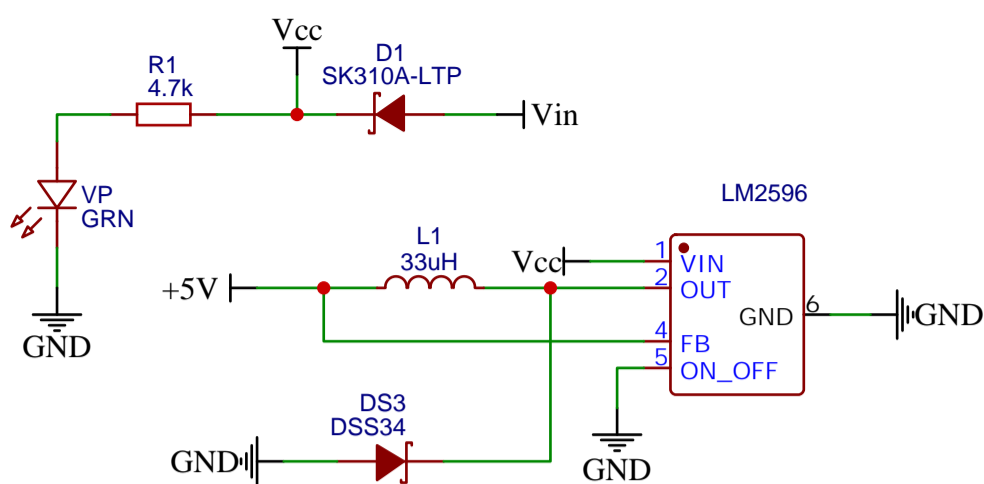 Vcc
D1
SK310A-LTP
R1
4.7k
Vin
VP
GRN
GND
LM2596
L1
33uH
Vcc
1
VIN
+5V
2
OUT
GND
6
GND
4
FB
5
ON_OFF
DS3
DSS34
GND
GND